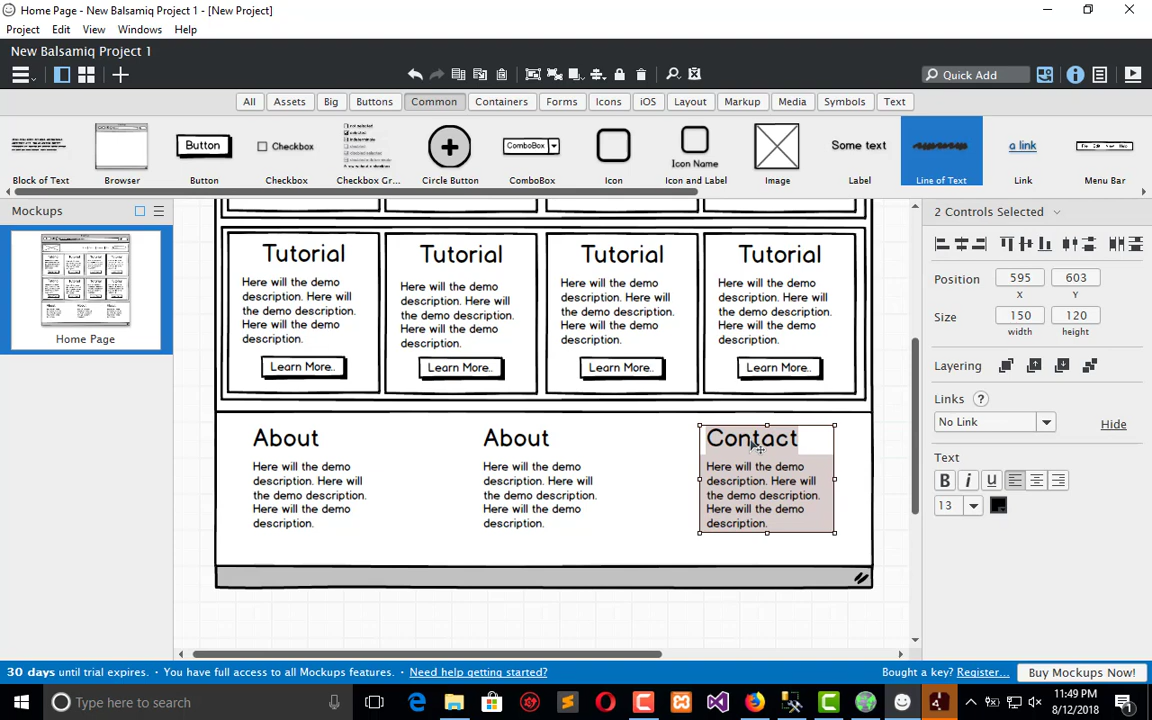 Home Page - New Balsamiq Project 1 - [New Project]
Project Edit View Windows Help
New Balsamiq Project 1
Quick Add
All Assets Big Buttons Common Containers Forms Icons iOS Layout Markup Media Symbols Text
Button
Checkbox
ComboBox
Icon Name
Some text
a link
Block of Text Browser Button Checkbox Checkbox Gr... Circle Button ComboBox Icon Icon and Label Image Label Line of Text Link Menu Bar
Mockups
Home Page
Tutorial Tutorial Tutorial Tutorial
Here will the demo
description. Here will
the demo description.
Here will the demo
description.
Here will the demo
description. Here will
the demo description.
Here will the demo
description.
Here will the demo
description. Here will
the demo description.
Here will the demo
description.
Here will the demo
description. Here will
the demo description.
Here will the demo
description.
Learn More.. Learn More.. Learn More.. Learn More..
About
Here will the demo
description. Here will
the demo description.
Here will the demo
description.
About
Here will the demo
description. Here will
the demo description.
Here will the demo
description.
Contact
Here will the demo
description. Here will
the demo description.
Here will the demo
description.
2 Controls Selected
Position 595 603
X Y
Size 150 120
width height
Layering
Links ?
No Link Hide
Text
B i U
13
30 days until trial expires. • You have full access to all Mockups features. • Need help getting started?
Bought a key? Register... Buy Mockups Now!
Type here to search
11:49 PM
8/12/2018
1